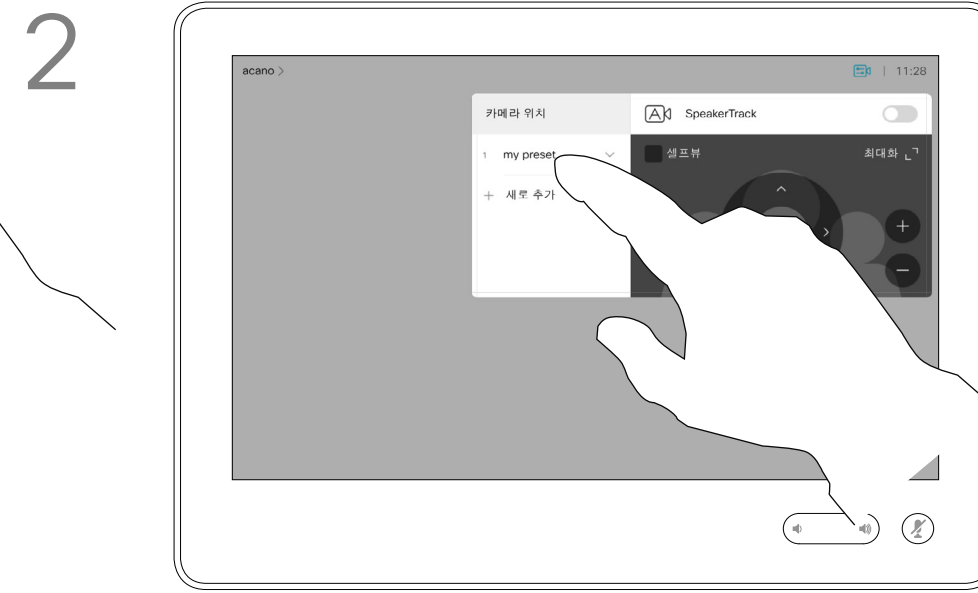 2
acano >
11:28
카메라 위치
SpeakerTrack
1 my preset
셀프뷰
최대화
+ 새로 추가